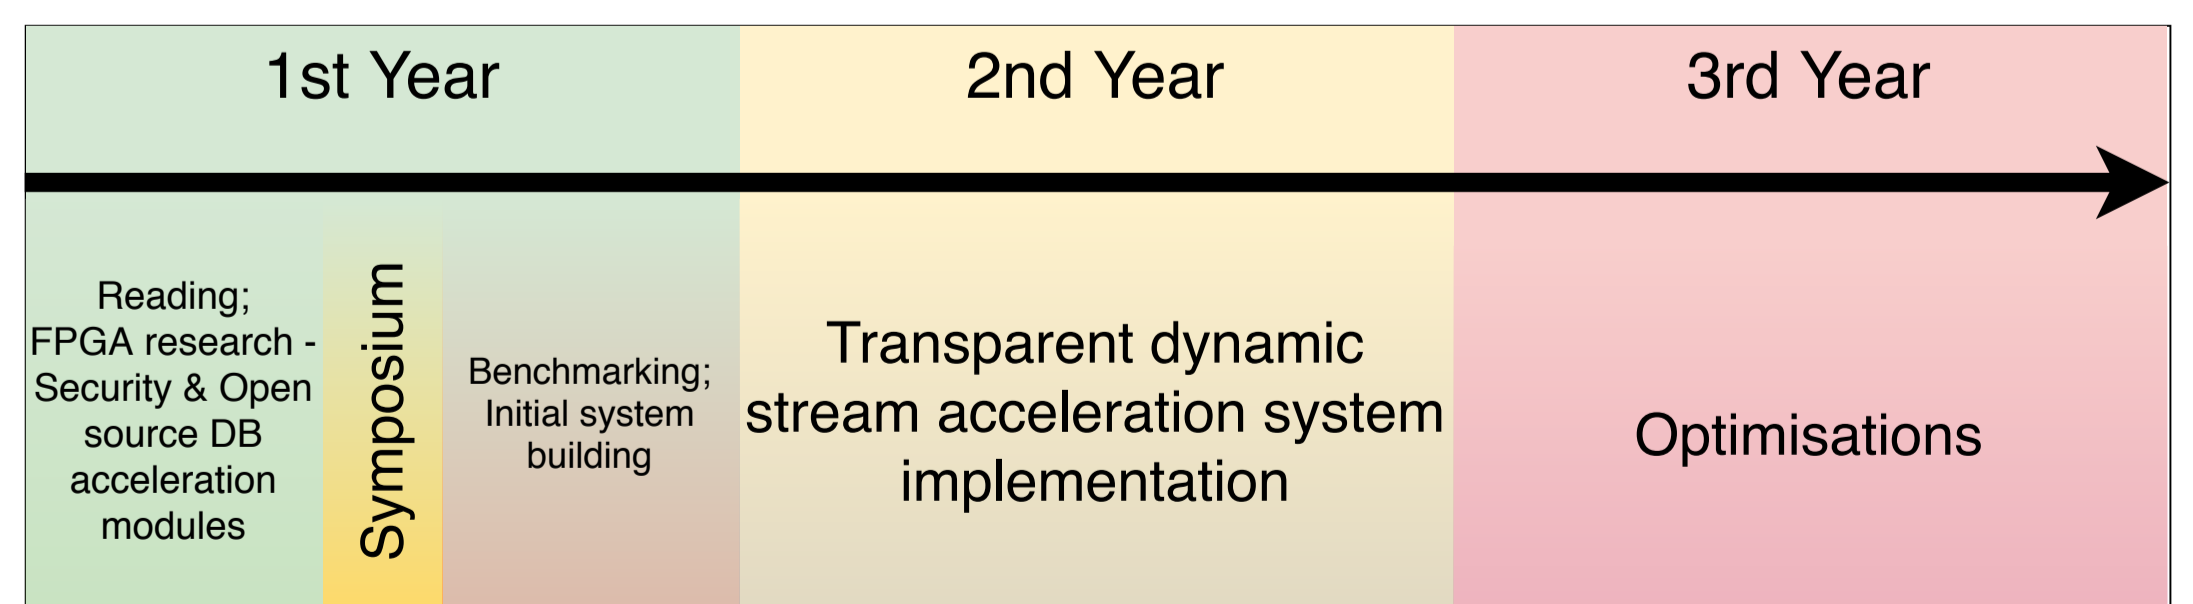 1st Year
2nd Year
3rd Year
Reading;
FPGA research -
Security & Open
source DB
acceleration
modules
Symposium
Benchmarking;
Initial system
building
Transparent dynamic
stream acceleration system
implementation
Optimisations